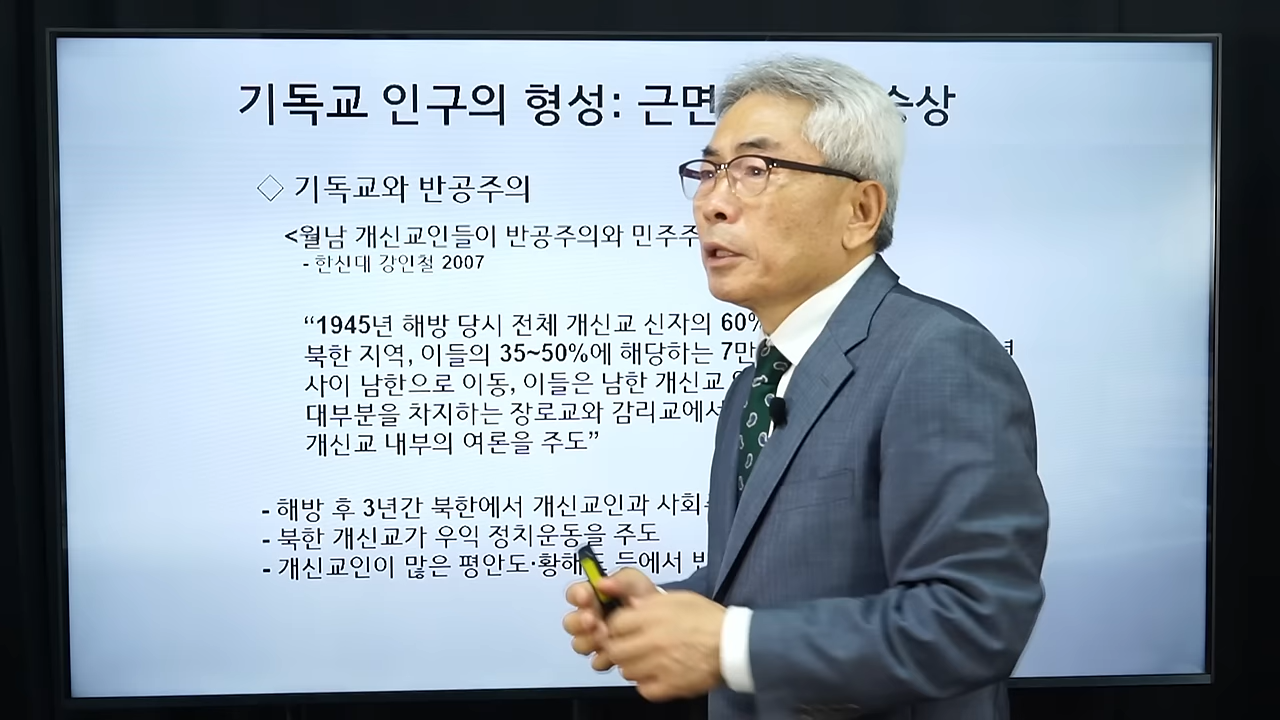 기독교 인구의 형성: 근면 승상
◇ 기독교와 반공주의
<월남 개신교인들이 반공주의와 민주주
- 한신대 강인철 2007
“1945년 해방 당시 전체 개신교 신자의 60%
북한 지역, 이들의 35~50%에 해당하는 7만 년
사이 남한으로 이동, 이들은 남한 개신교
대부분을 차지하는 장로교와 감리교에서
개신교 내부의 여론을 주도”
- 해방 후 3년간 북한에서 개신교인과 사회
- 북한 개신교가 우익 정치운동을 주도
- 개신교인이 많은 평안도·황해도 등에서